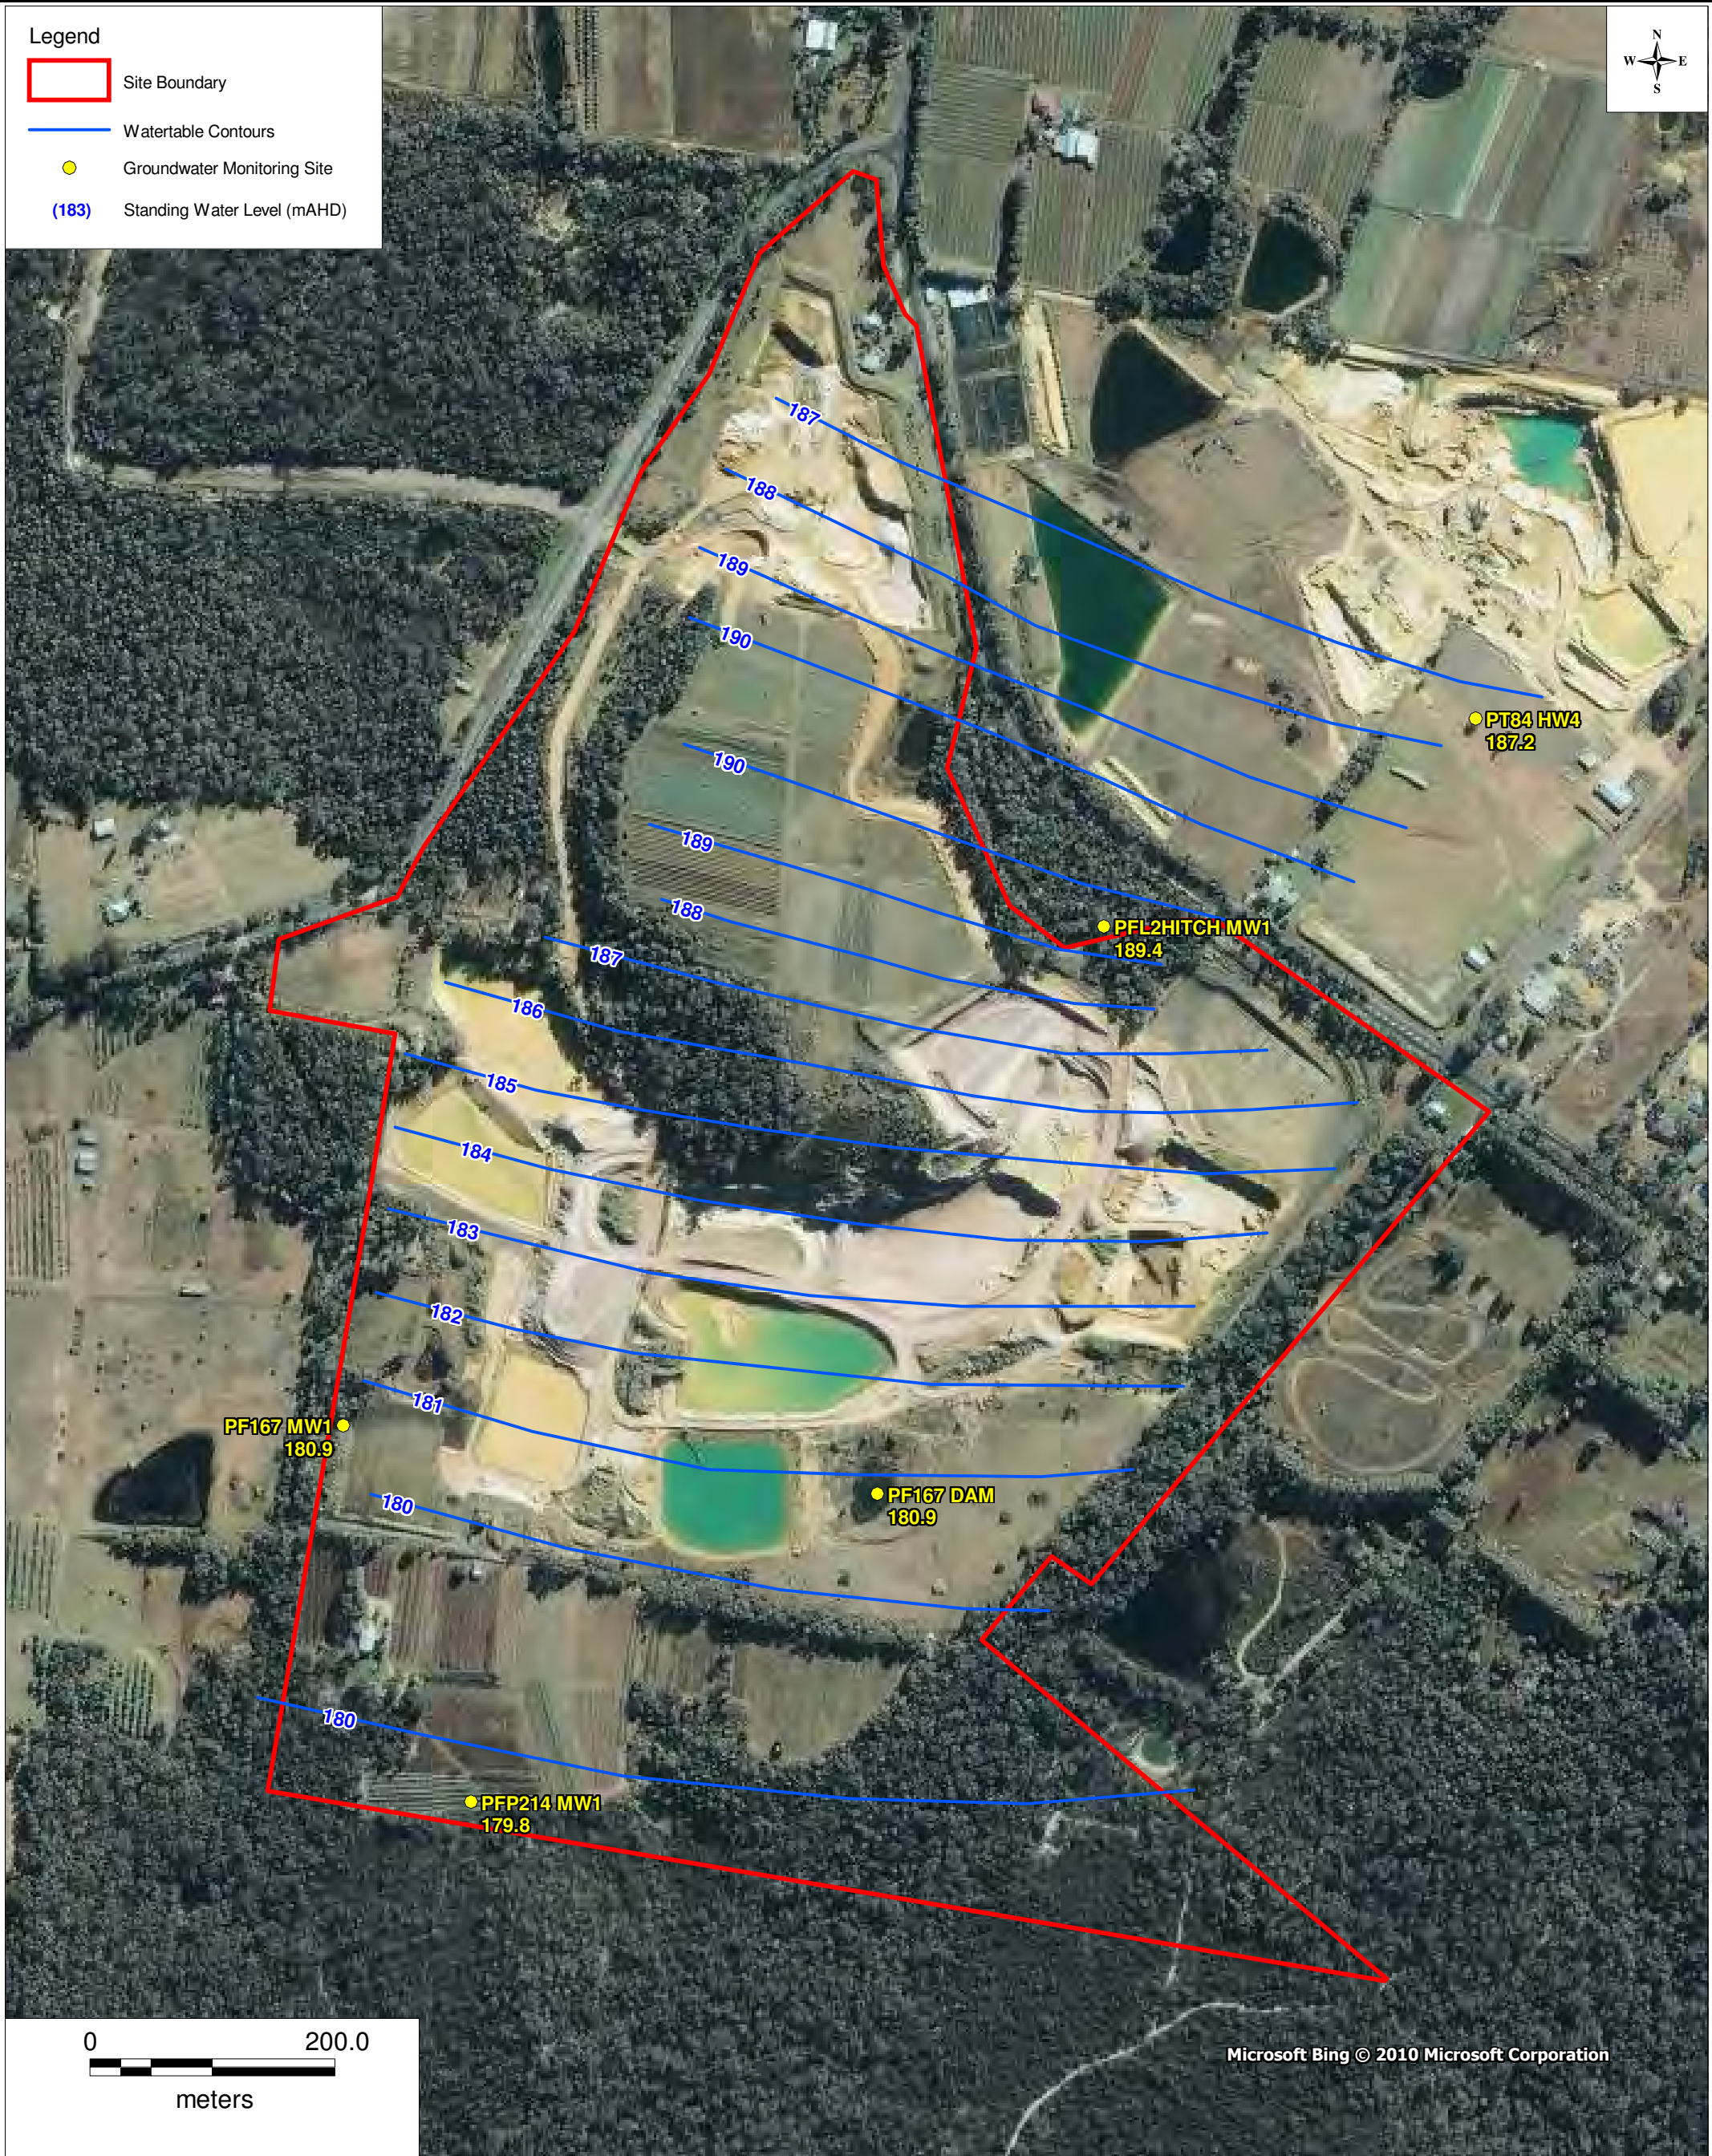 Legend
Site Boundary
Watertable Contours
Groundwater Monitoring Site
(183) Standing Water Level (mAHD)
N
W E
S
187
188
189
190
190
189
188
187
186
185
184
183
182
181
180
180
PT84 HW4
187.2
PFL2HITCH MW1
189.4
PF167 MW1
180.9
PF167 DAM
180.9
PFP214 MW1
179.8
0 200.0
meters
Microsoft Bing © 2010 Microsoft Corporation